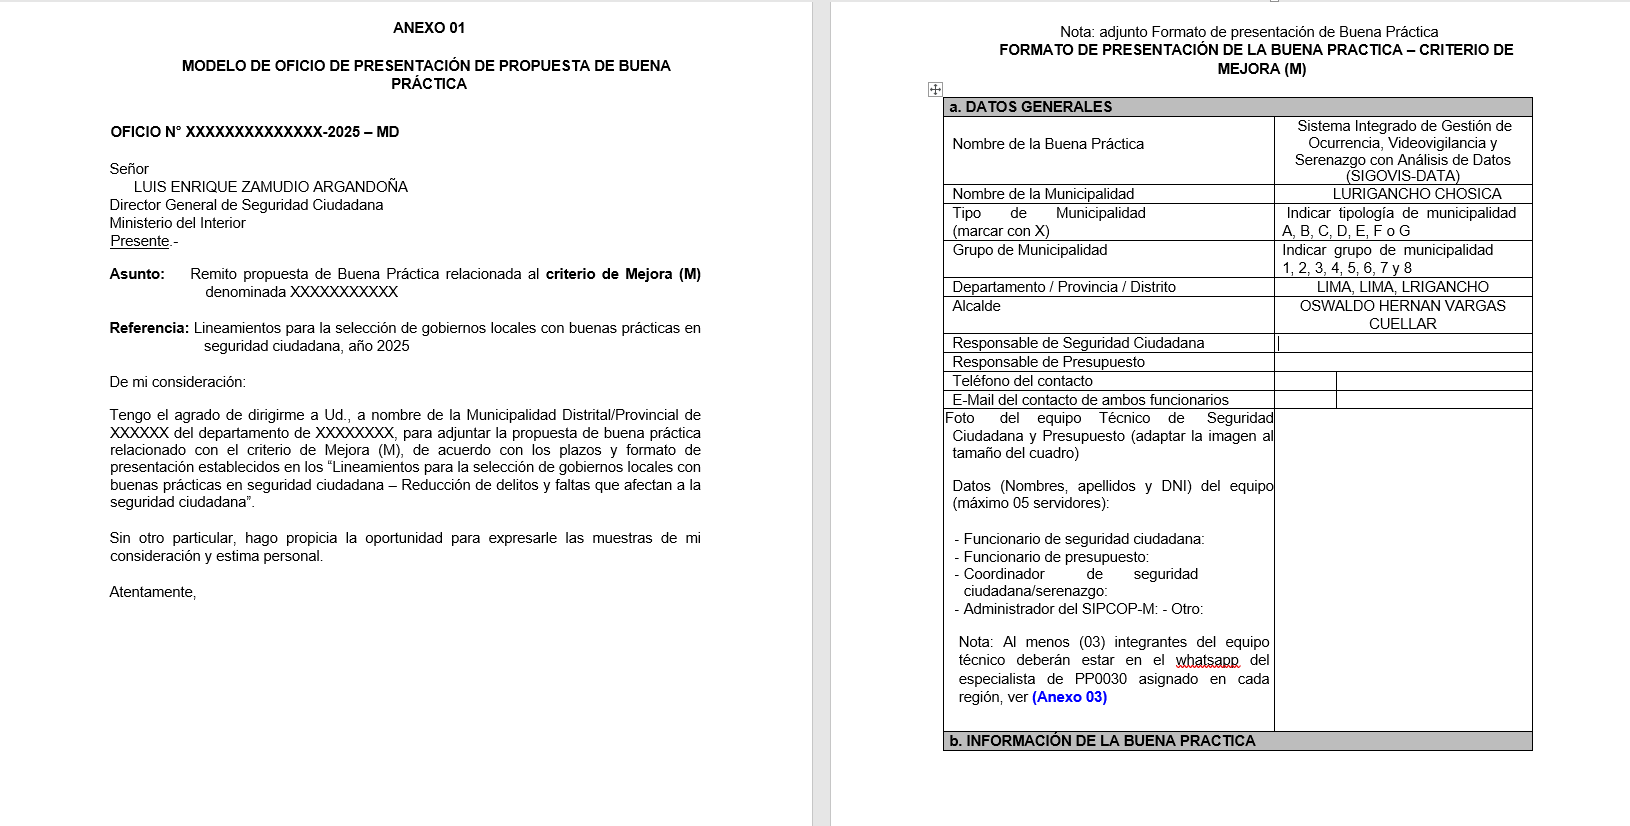 ANEXO 01
MODELO DE OFICIO DE PRESENTACIÓN DE PROPUESTA DE BUENA
PRÁCTICA
OFICIO N° XXXXXXXXXXXXXX-2025 – MD
Señor
LUIS ENRIQUE ZAMUDIO ARGANDOÑA
Director General de Seguridad Ciudadana
Ministerio del Interior
Presente.-
Asunto: Remito propuesta de Buena Práctica relacionada al criterio de Mejora (M)
denominada XXXXXXXXXXX
Referencia: Lineamientos para la selección de gobiernos locales con buenas prácticas en
seguridad ciudadana, año 2025
De mi consideración:
Tengo el agrado de dirigirme a Ud., a nombre de la Municipalidad Distrital/Provincial de
XXXXXX del departamento de XXXXXXXX, para adjuntar la propuesta de buena práctica
relacionado con el criterio de Mejora (M), de acuerdo con los plazos y formato de
presentación establecidos en los “Lineamientos para la selección de gobiernos locales con
buenas prácticas en seguridad ciudadana – Reducción de delitos y faltas que afectan a la
seguridad ciudadana”.
Sin otro particular, hago propicia la oportunidad para expresarle las muestras de mi
consideración y estima personal.
Atentamente,
Nota: adjunto Formato de presentación de Buena Práctica
FORMATO DE PRESENTACIÓN DE LA BUENA PRACTICA – CRITERIO DE
MEJORA (M)
a. DATOS GENERALES
Nombre de la Buena Práctica
Sistema Integrado de Gestión de
Ocurrencia, Videovigilancia y
Serenazgo con Análisis de Datos
(SIGOVIS-DATA)
Nombre de la Municipalidad
LURIGANCHO CHOSICA
Tipo de Municipalidad
(marcar con X)
Indicar tipología de municipalidad
A, B, C, D, E, F o G
Grupo de Municipalidad
Indicar grupo de municipalidad
1, 2, 3, 4, 5, 6, 7 y 8
Departamento / Provincia / Distrito
LIMA, LIMA, LRIGANCHO
Alcalde
OSWALDO HERNAN VARGAS
CUELLAR
Responsable de Seguridad Ciudadana
Responsable de Presupuesto
Teléfono del contacto
E-Mail del contacto de ambos funcionarios
Foto del equipo Técnico de Seguridad
Ciudadana y Presupuesto (adaptar la imagen al
tamaño del cuadro)
Datos (Nombres, apellidos y DNI) del equipo
(máximo 05 servidores):
- Funcionario de seguridad ciudadana:
- Funcionario de presupuesto:
- Coordinador de seguridad
ciudadana/serenazgo:
- Administrador del SIPCOP-M: - Otro:
Nota: Al menos (03) integrantes del equipo
técnico deberán estar en el whatsapp del
especialista de PP0030 asignado en cada
región, ver (Anexo 03)
b. INFORMACIÓN DE LA BUENA PRACTICA